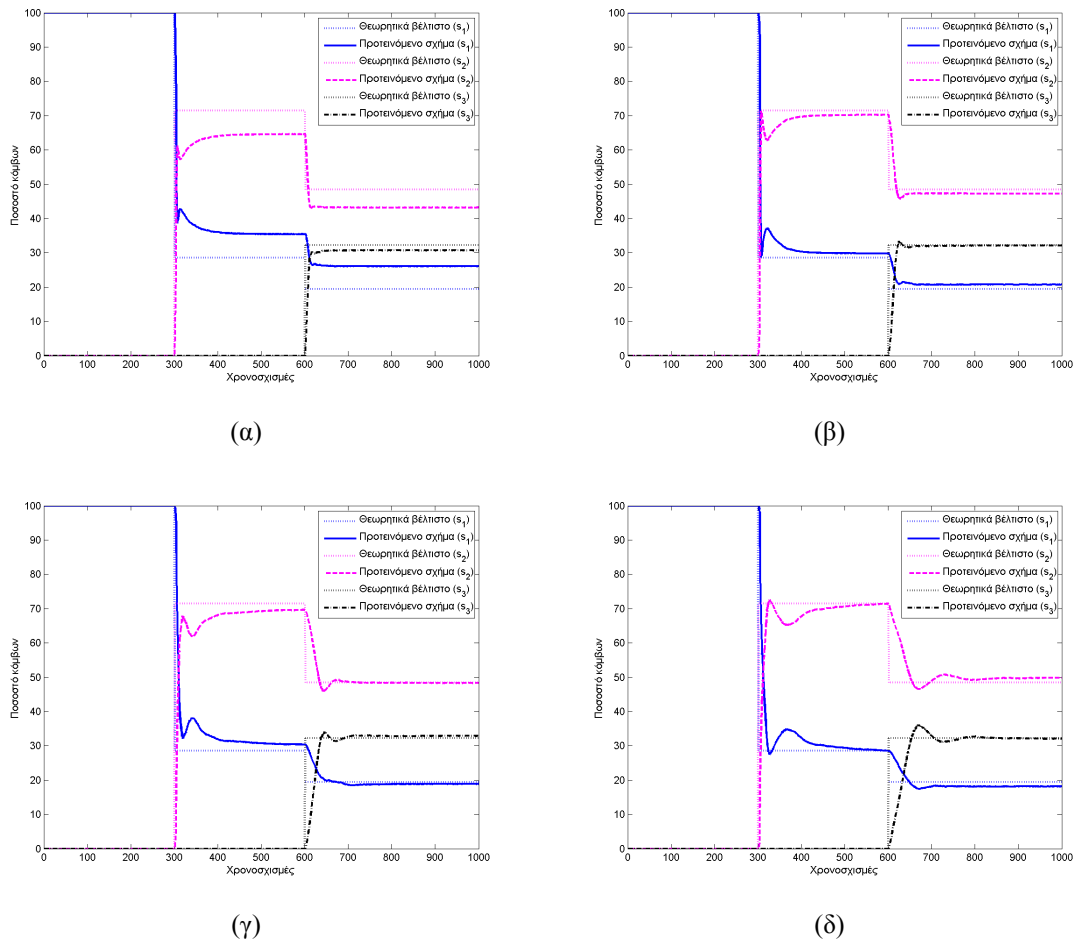 100
90
80
70
60
50
40
30
20
10
0
Ποσοστό κόμβων
0 100 200 300 400 500 600 700 800 900 1000
Χρονοσχισμές
Θεωρητικά βέλτιστο (s1)
Προτεινόμενο σχήμα (s1)
Θεωρητικά βέλτιστο (s2)
Προτεινόμενο σχήμα (s2)
Θεωρητικά βέλτιστο (s3)
Προτεινόμενο σχήμα (s3)
(α)
100
90
80
70
60
50
40
30
20
10
0
Ποσοστό κόμβων
0 100 200 300 400 500 600 700 800 900 1000
Χρονοσχισμές
Θεωρητικά βέλτιστο (s1)
Προτεινόμενο σχήμα (s1)
Θεωρητικά βέλτιστο (s2)
Προτεινόμενο σχήμα (s2)
Θεωρητικά βέλτιστο (s3)
Προτεινόμενο σχήμα (s3)
(β)
100
90
80
70
60
50
40
30
20
10
0
Ποσοστό κόμβων
0 100 200 300 400 500 600 700 800 900 1000
Χρονοσχισμές
Θεωρητικά βέλτιστο (s1)
Προτεινόμενο σχήμα (s1)
Θεωρητικά βέλτιστο (s2)
Προτεινόμενο σχήμα (s2)
Θεωρητικά βέλτιστο (s3)
Προτεινόμενο σχήμα (s3)
(γ)
100
90
80
70
60
50
40
30
20
10
0
Ποσοστό κόμβων
0 100 200 300 400 500 600 700 800 900 1000
Χρονοσχισμές
Θεωρητικά βέλτιστο (s1)
Προτεινόμενο σχήμα (s1)
Θεωρητικά βέλτιστο (s2)
Προτεινόμενο σχήμα (s2)
Θεωρητικά βέλτιστο (s3)
Προτεινόμενο σχήμα (s3)
(δ)